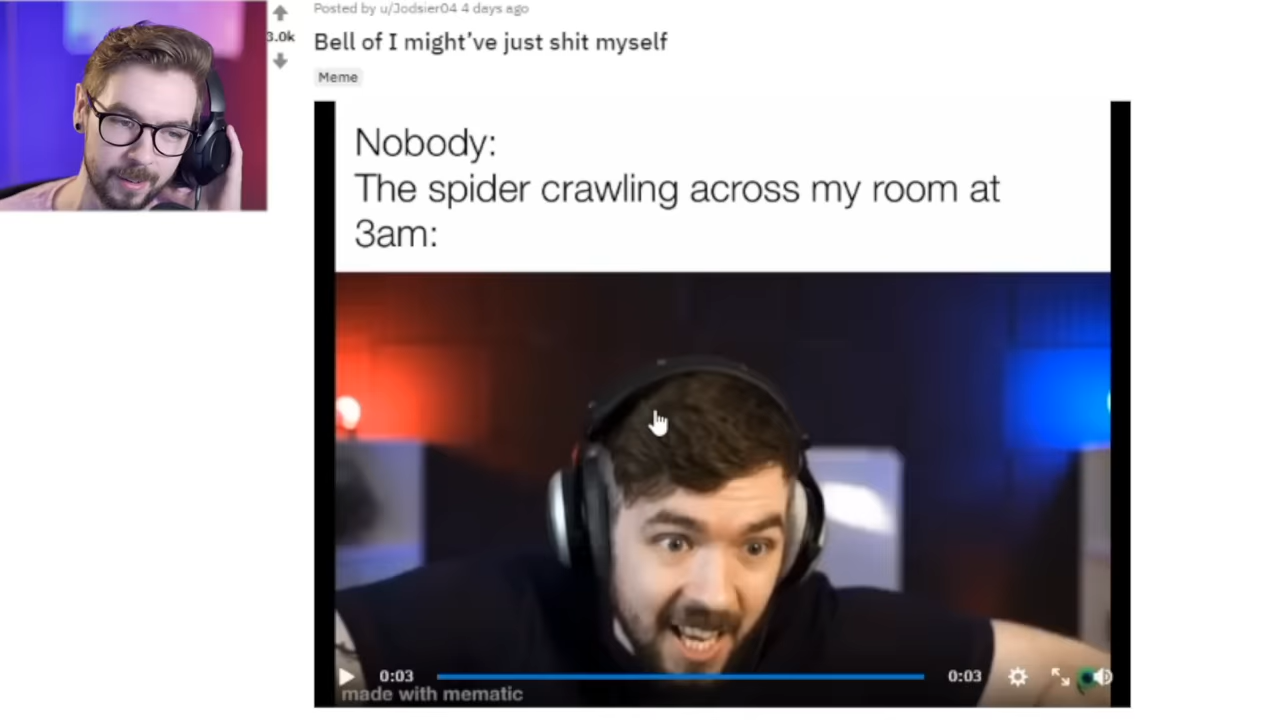 Posted by u/Jodsier04 4 days ago
3.0k
Bell of I might've just shit myself
Meme
Nobody:
The spider crawling across my room at
3am:
0:03
0:03
made with mematic